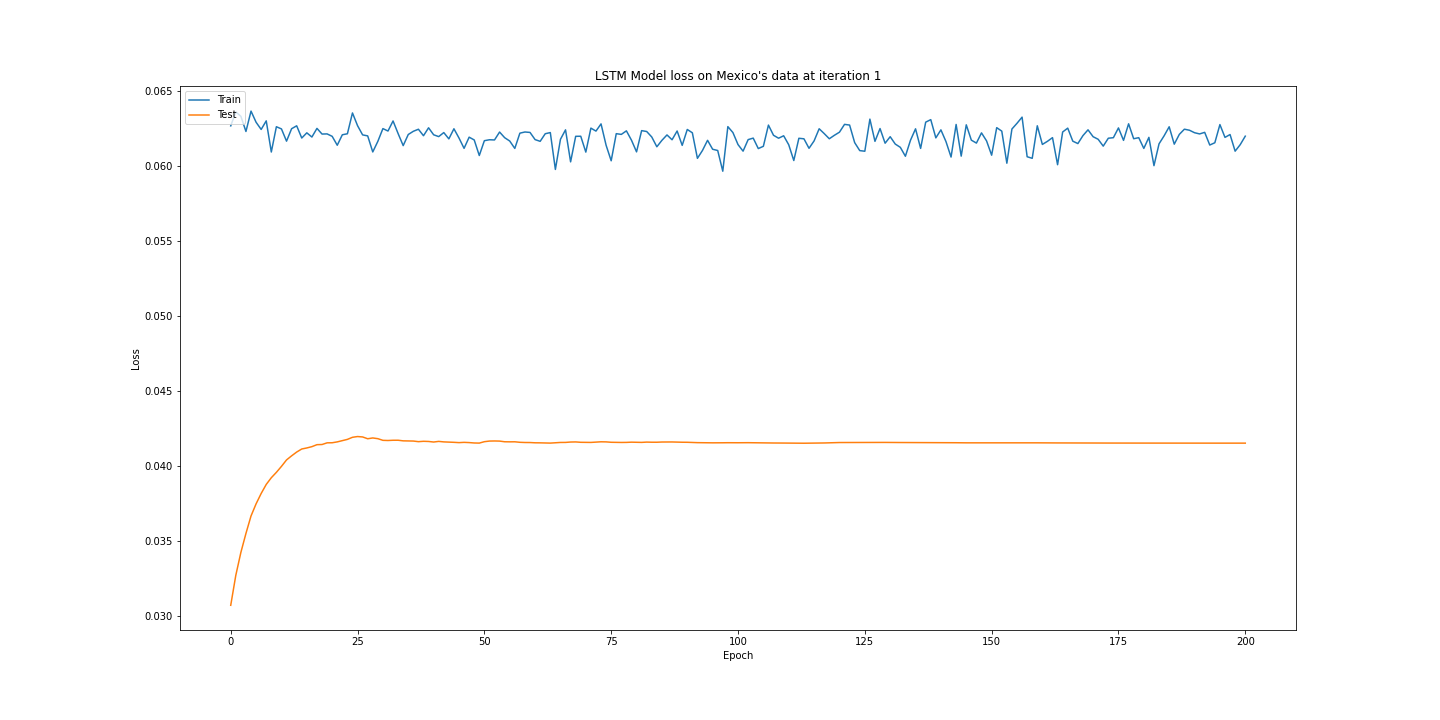 LSTM Model loss on Mexico's data at iteration 1
Train
Test
0.065
0.060
0.055
0.050
0.045
0.040
0.035
0.030
Loss
0 25 50 75 100 125 150 175 200
Epoch